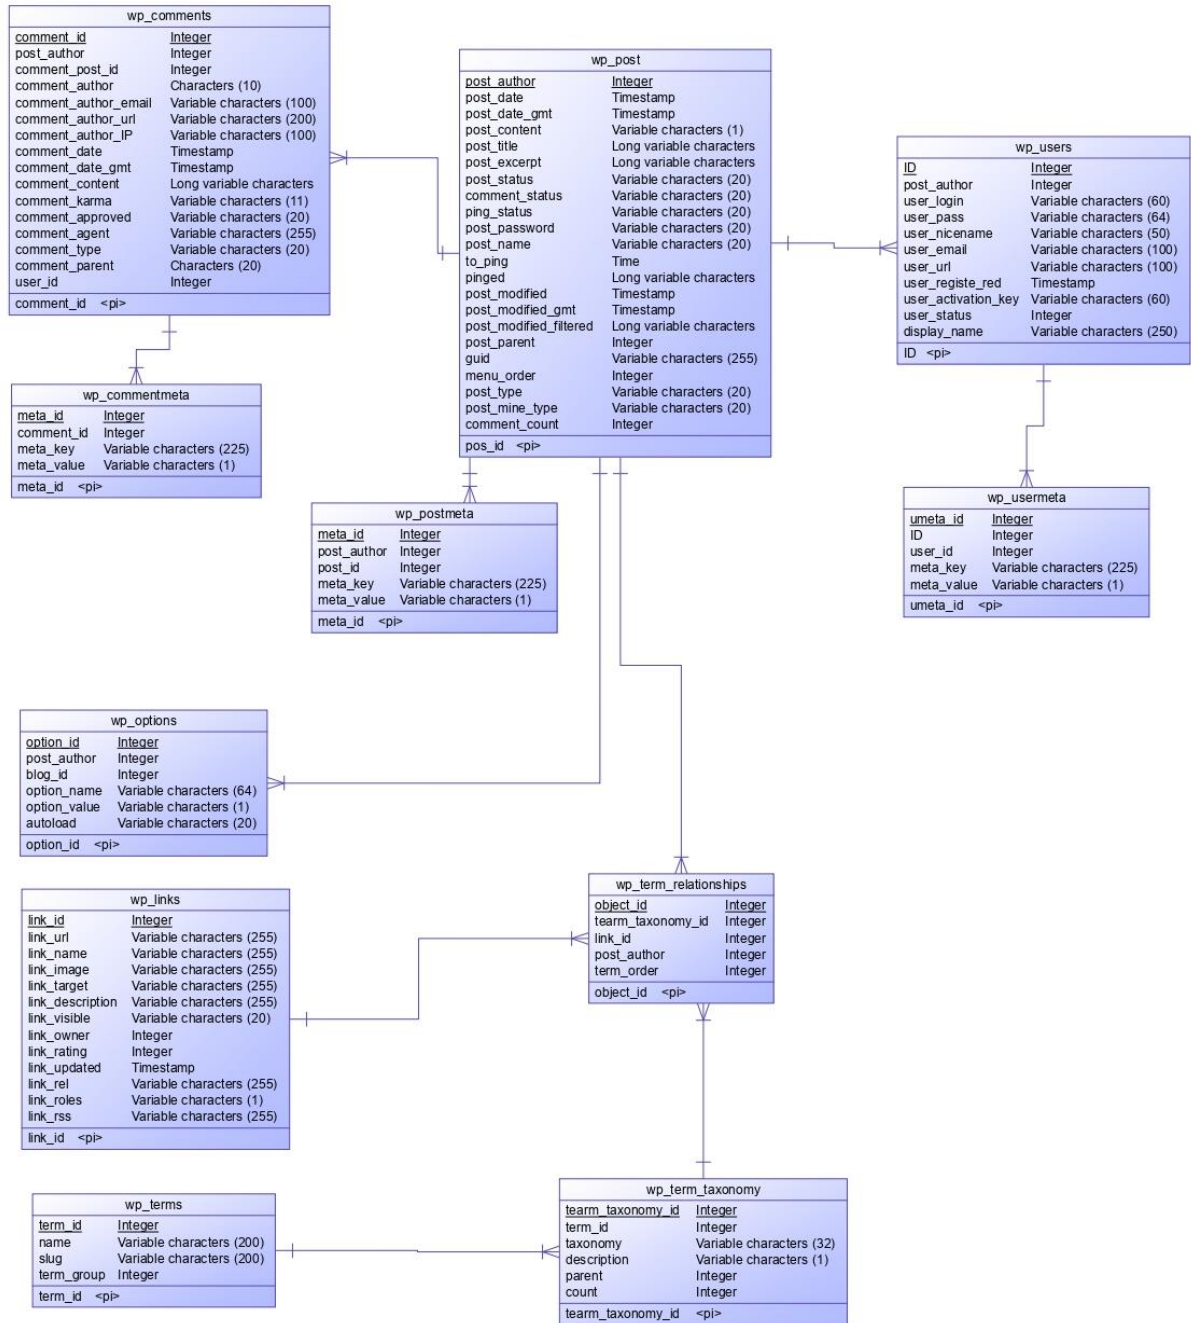 wp_comments
comment_id Integer
post_author Integer
comment_post_id Integer
comment_author Characters (10)
comment_author_email Variable characters (100)
comment_author_url Variable characters (200)
comment_author_IP Variable characters (100)
comment_date Timestamp
comment_date_gmt Timestamp
comment_content Long variable characters
comment_karma Variable characters (11)
comment_approved Variable characters (20)
comment_agent Variable characters (255)
comment_type Variable characters (20)
comment_parent Characters (20)
user_id Integer
comment_id <pi>
wp_post
post_author Integer
post_date Timestamp
post_date_gmt Timestamp
post_content Variable characters (1)
post_title Long variable characters
post_excerpt Long variable characters
post_status Variable characters (20)
comment_status Variable characters (20)
ping_status Variable characters (20)
post_password Variable characters (20)
post_name Variable characters (20)
to_ping Time
pinged Long variable characters
post_modified Timestamp
post_modified_gmt Timestamp
post_modified_filtered Long variable characters
post_parent Integer
guid Variable characters (255)
menu_order Integer
post_type Variable characters (20)
post_mine_type Variable characters (20)
comment_count Integer
pos_id <pi>
wp_users
ID Integer
post_author Integer
user_login Variable characters (60)
user_pass Variable characters (64)
user_nicename Variable characters (50)
user_email Variable characters (100)
user_url Variable characters (100)
user_registe_red Timestamp
user_activation_key Variable characters (60)
user_status Integer
display_name Variable characters (250)
ID <pi>
wp_commentmeta
meta_id Integer
comment_id Integer
meta_key Variable characters (225)
meta_value Variable characters (1)
meta_id <pi>
wp_postmeta
meta_id Integer
post_author Integer
post_id Integer
meta_key Variable characters (225)
meta_value Variable characters (1)
meta_id <pi>
wp_usermeta
umeta_id Integer
ID Integer
user_id Integer
meta_key Variable characters (225)
meta_value Variable characters (1)
umeta_id <pi>
wp_options
option_id Integer
post_author Integer
blog_id Integer
option_name Variable characters (64)
option_value Variable characters (1)
autoload Variable characters (20)
option_id <pi>
wp_links
link_id Integer
link_url Variable characters (255)
link_name Variable characters (255)
link_image Variable characters (255)
link_target Variable characters (255)
link_description Variable characters (255)
link_visible Variable characters (20)
link_owner Integer
link_rating Integer
link_updated Timestamp
link_rel Variable characters (255)
link_roles Variable characters (1)
link_rss Variable characters (255)
link_id <pi>
wp_term_relationships
object_id Integer
tearm_taxonomy_id Integer
link_id Integer
post_author Integer
term_order Integer
object_id <pi>
wp_terms
term_id Integer
name Variable characters (200)
slug Variable characters (200)
term_group Integer
term_id <pi>
wp_term_taxonomy
tearm_taxonomy_id Integer
term_id Integer
taxonomy Variable characters (32)
description Variable characters (1)
parent Integer
count Integer
tearm_taxonomy_id <pi>